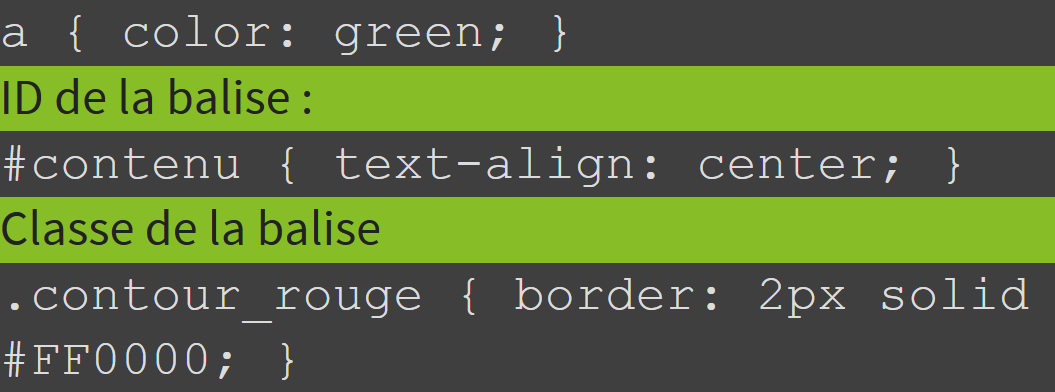 a { color: green; }
ID de la balise :
#contenu { text-align: center; }
Classe de la balise
.contour_rouge { border: 2px solid
#FF0000; }